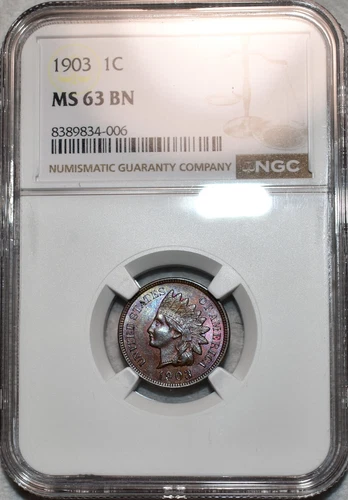 1903 1C
MS 63 BN
8389834-006
NUMISMATIC GUARANTY COMPANY NGC
UNITED STATES OF AMERICA
1903